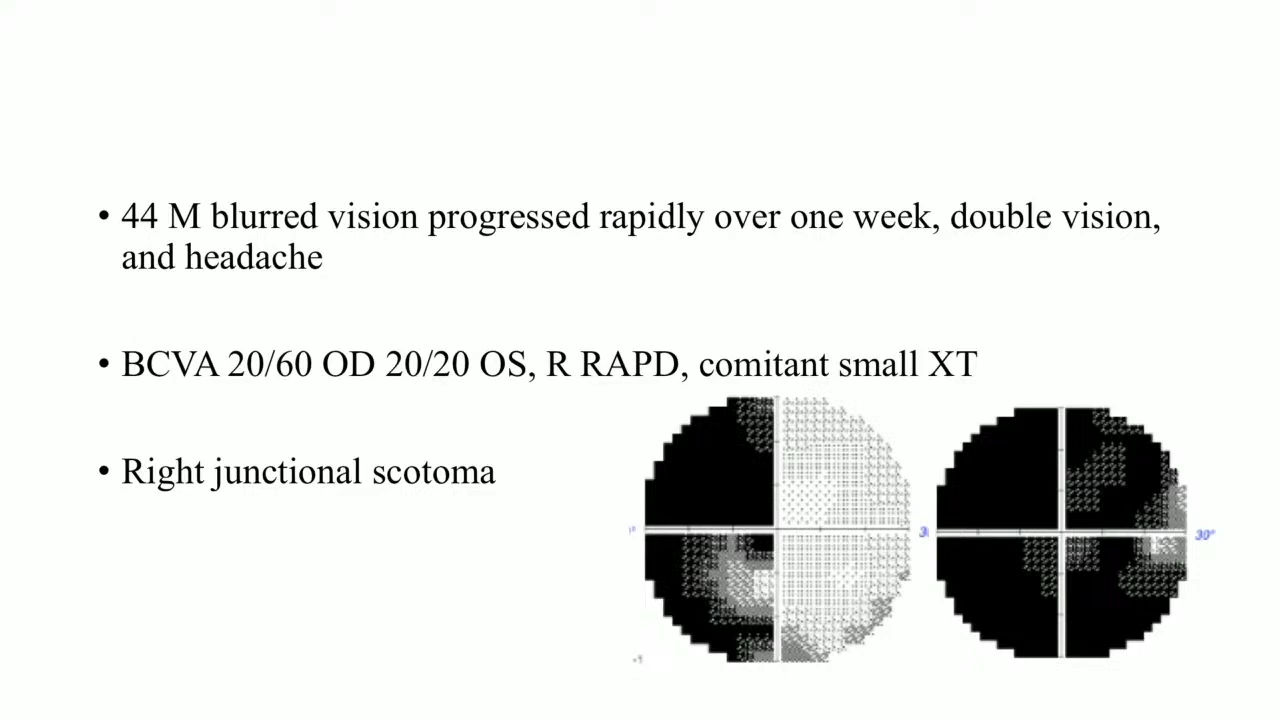 • 44 M blurred vision progressed rapidly over one week, double vision,
and headache
• BCVA 20/60 OD 20/20 OS, R RAPD, comitant small XT
• Right junctional scotoma
30°